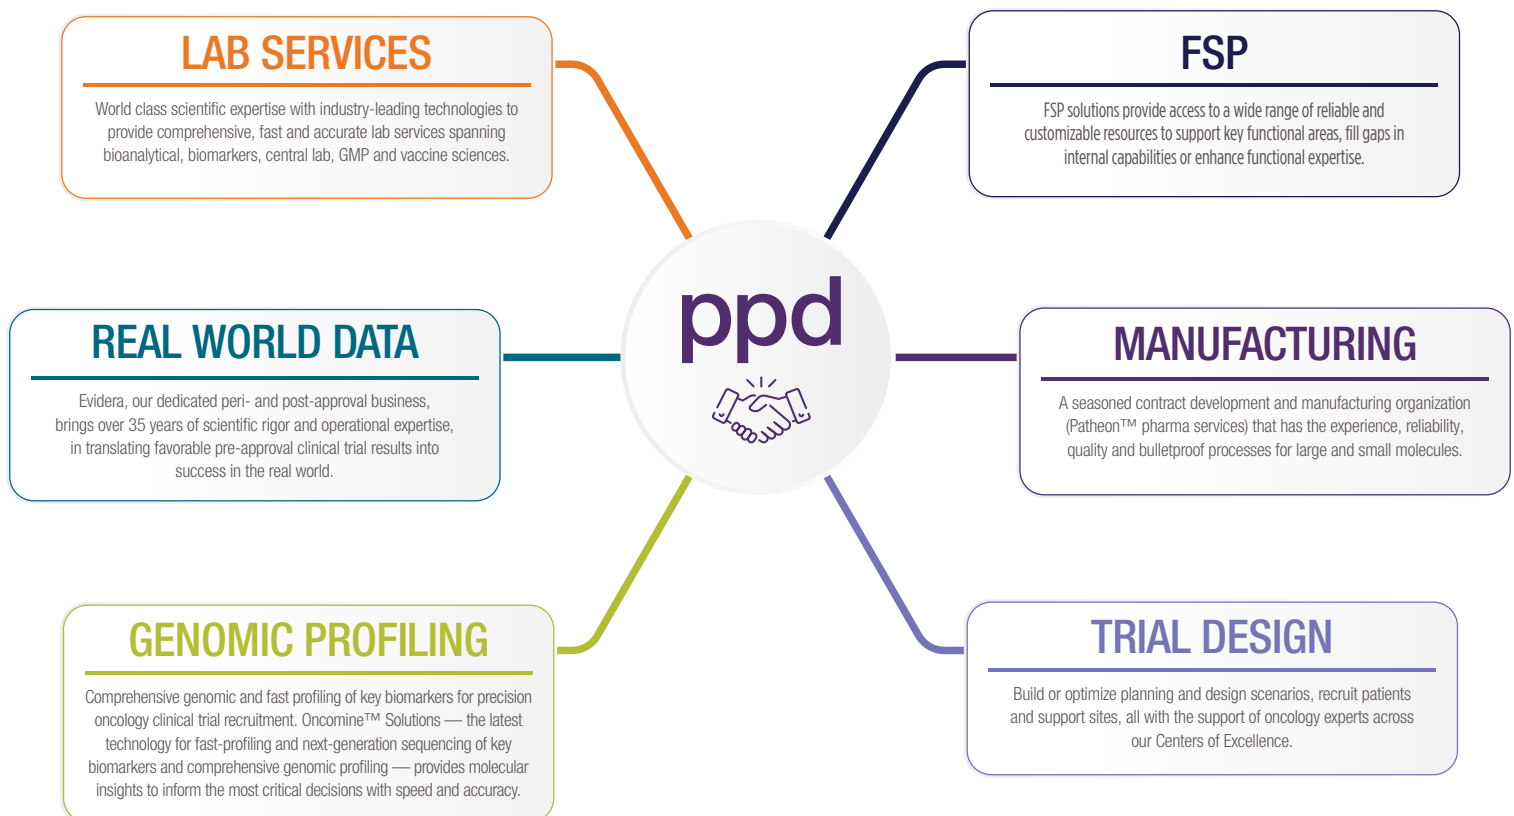 LAB SERVICES
World class scientific expertise with industry-leading technologies to
provide comprehensive, fast and accurate lab services spanning
bioanalytical, biomarkers, central lab, GMP and vaccine sciences.
FSP
FSP solutions provide access to a wide range of reliable and
customizable resources to support key functional areas, fill gaps in
internal capabilities or enhance functional expertise.
ppd
REAL WORLD DATA
Evidera, our dedicated peri- and post-approval business,
brings over 35 years of scientific rigor and operational expertise,
in translating favorable pre-approval clinical trial results into
success in the real world.
MANUFACTURING
A seasoned contract development and manufacturing organization
(Patheon™ pharma services) that has the experience, reliability,
quality and bulletproof processes for large and small molecules.
GENOMIC PROFILING
Comprehensive genomic and fast profiling of key biomarkers for precision
oncology clinical trial recruitment. Oncomine™ Solutions — the latest
technology for fast-profiling and next-generation sequencing of key
biomarkers and comprehensive genomic profiling — provides molecular
insights to inform the most critical decisions with speed and accuracy.
TRIAL DESIGN
Build or optimize planning and design scenarios, recruit patients
and support sites, all with the support of oncology experts across
our Centers of Excellence.